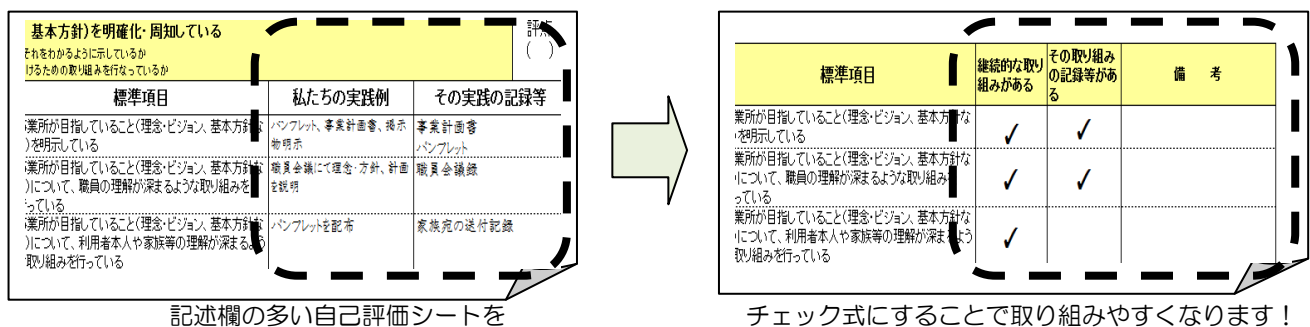 基本方針)を明確化・周知している
それをわかるように示しているか
けるための取り組みを行なっているか
評点
(　)
標準項目
私たちの実践例
その実践の記録等
業所が目指していること(理念・ビジョン、基本方針な
)を明示している
パンフレット、事業計画書、掲示
物明示
事業計画書
パンフレット
業所が目指していること(理念・ビジョン、基本方針な
)について、職員の理解が深まるような取り組みを
っている
職員会議にて理念・方針、計画
を説明
職員会議録
業所が目指していること(理念・ビジョン、基本方針な
)について、利用者本人や家族等の理解が深まるよう
取り組みを行っている
パンフレットを配布
家族宛の送付記録
記述欄の多い自己評価シートを
標準項目
継続的な取り
組みがある
その取り組み
の記録等があ
る
備　考
業所が目指していること(理念・ビジョン、基本方針な
を明示している
✓
✓
業所が目指していること(理念・ビジョン、基本方針な
)について、職員の理解が深まるような取り組みを
っている
✓
✓
業所が目指していること(理念・ビジョン、基本方針な
)について、利用者本人や家族等の理解が深まるよう
取り組みを行っている
✓
チェック式にすることで取り組みやすくなります！